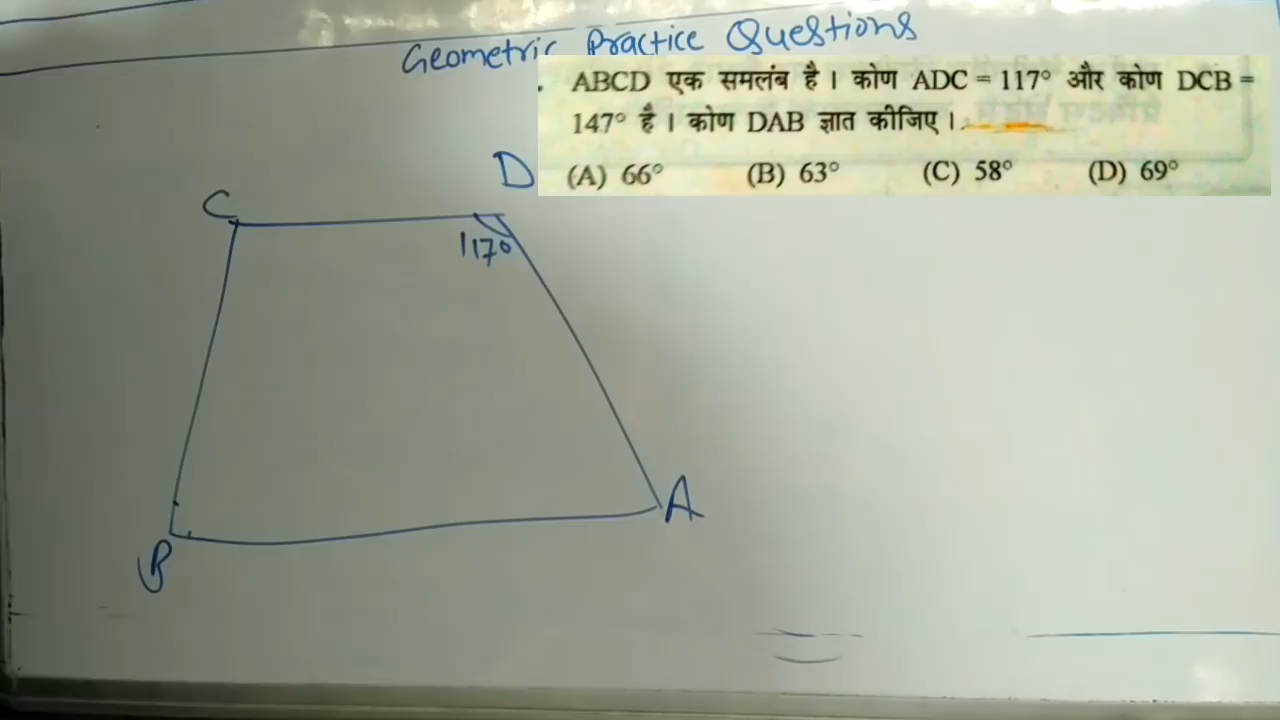 Geometric Practice Questions
ABCD एक समलंब है । कोण ADC = 117° और कोण DCB =
147° है । कोण DAB ज्ञात कीजिए ।
(A) 66° (B) 63° (C) 58° (D) 69°
D
C
117°
A
B